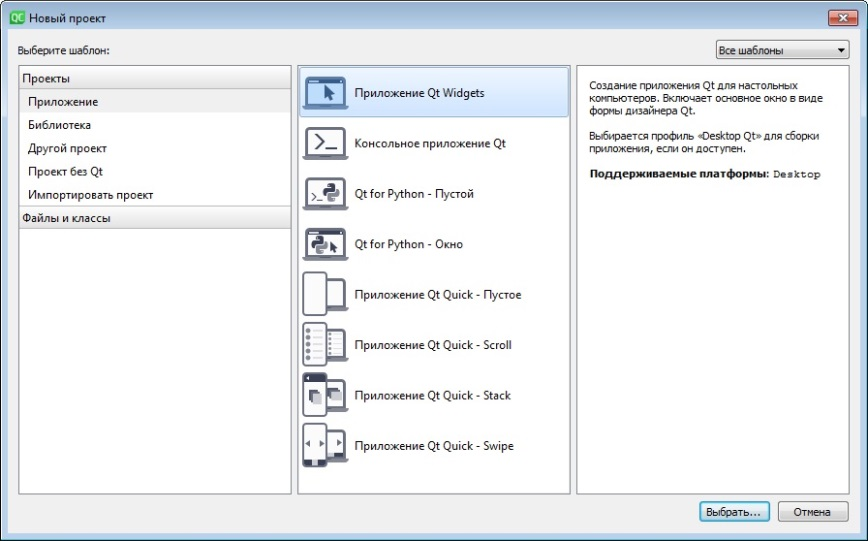 QC Новый проект
Выберите шаблон:
Все шаблоны
Проекты
Приложение
Библиотека
Другой проект
Проект без Qt
Импортировать проект
Файлы и классы
Приложение Qt Widgets
Консольное приложение Qt
Qt for Python - Пустой
Qt for Python - Окно
Приложение Qt Quick - Пустое
Приложение Qt Quick - Scroll
Приложение Qt Quick - Stack
Приложение Qt Quick - Swipe
Создание приложения Qt для настольных
компьютеров. Включает основное окно в виде
формы дизайнера Qt.
Выбирается профиль «Desktop Qt» для сборки
приложения, если он доступен.
Поддерживаемые платформы: Desktop
Выбрать...
Отмена